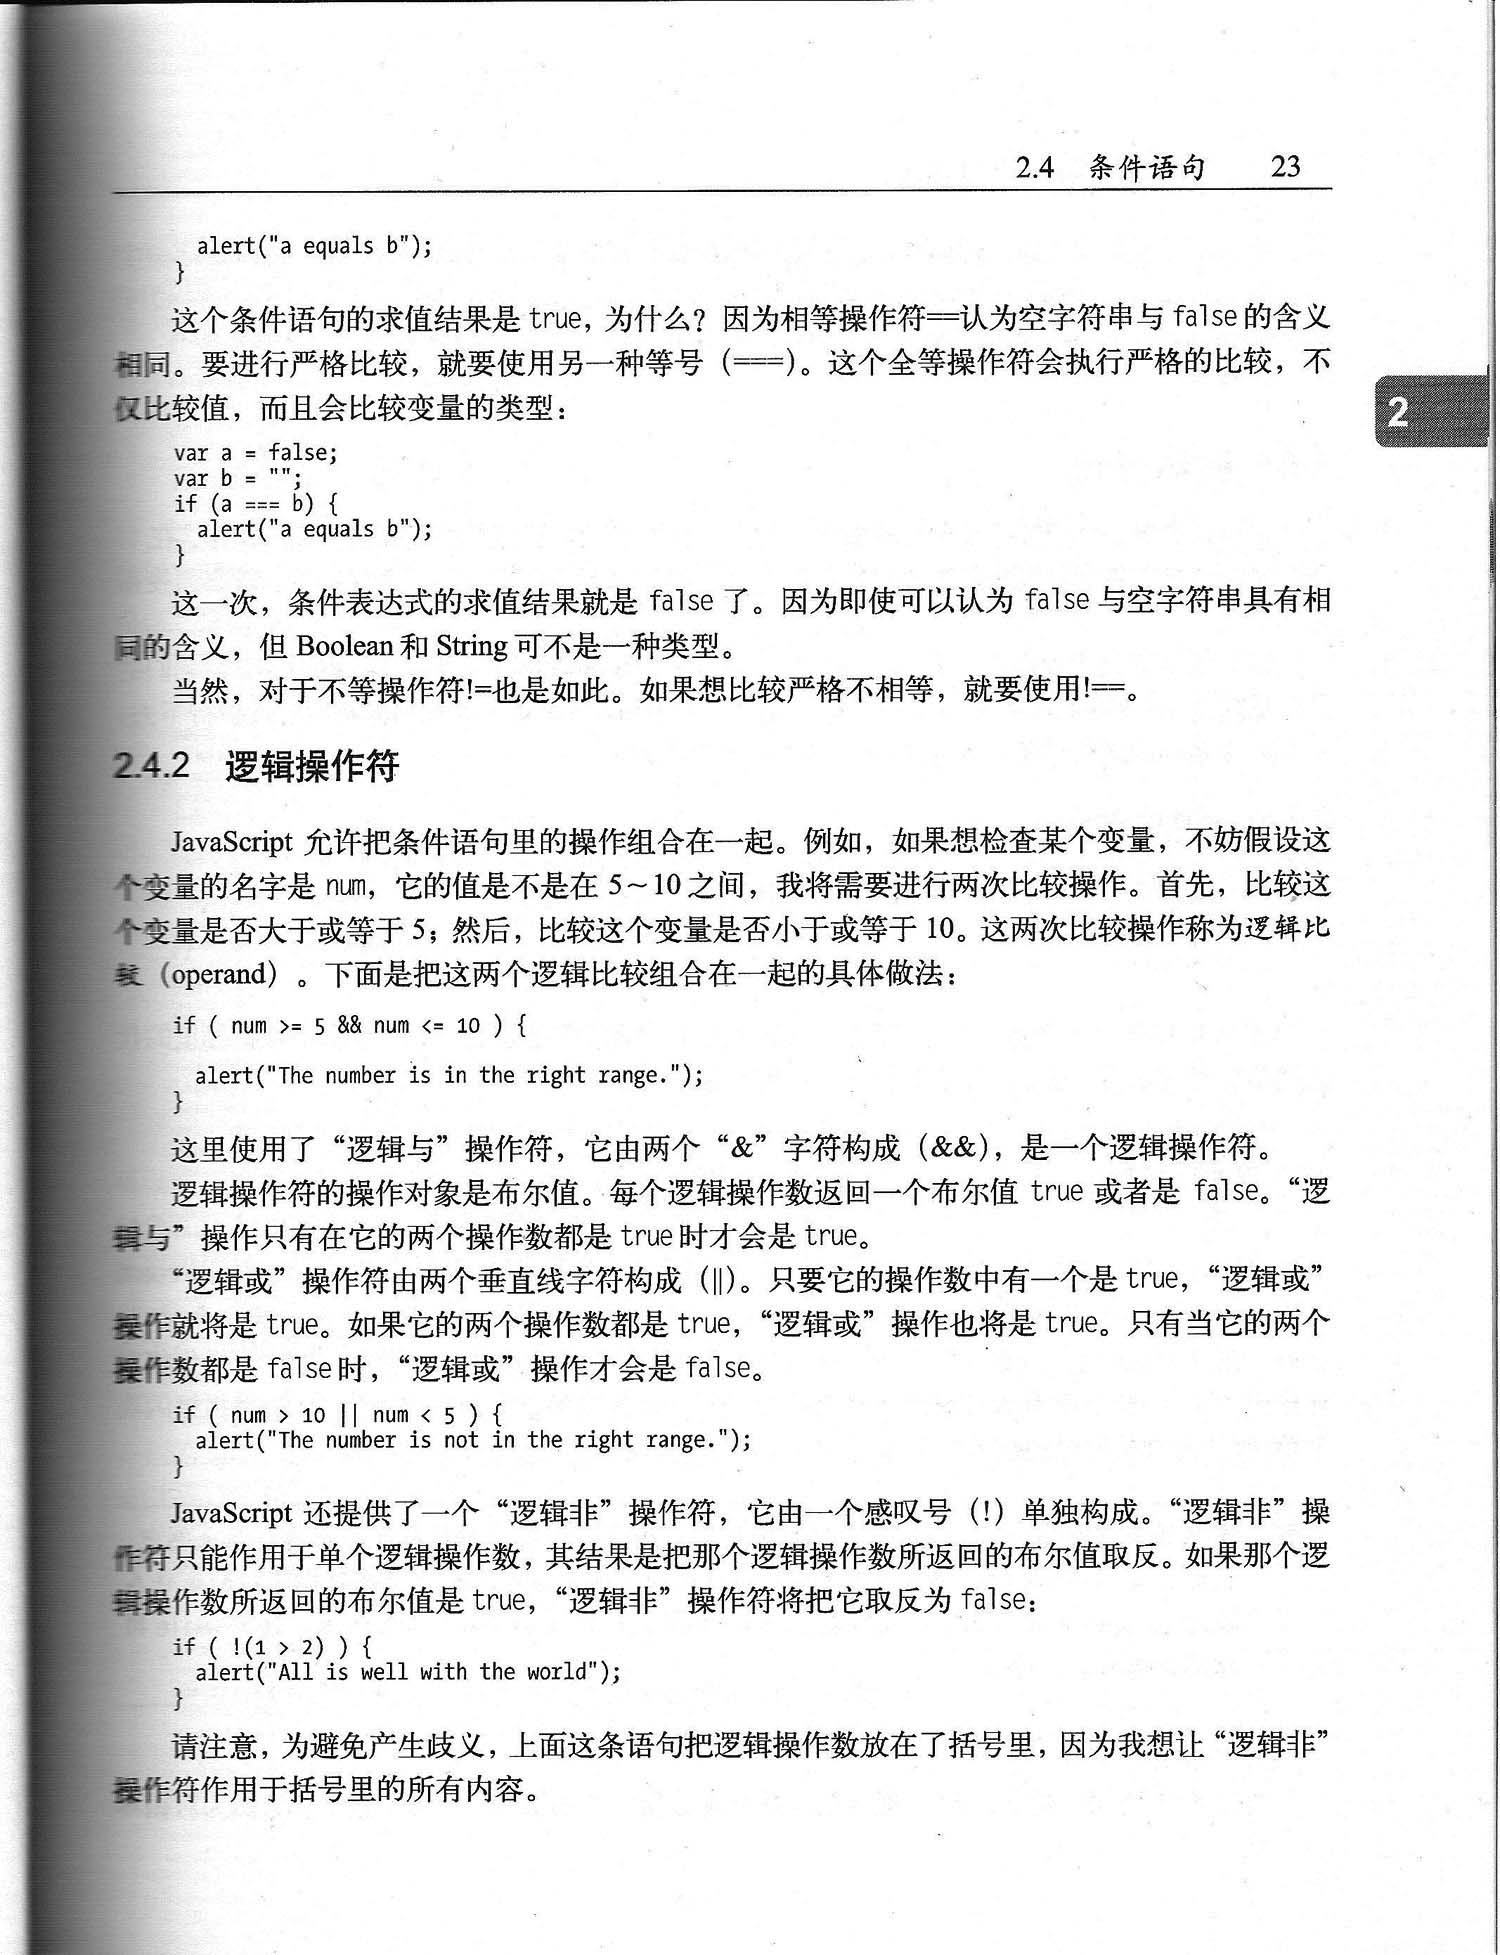 2.4 条件语句 23
alert("a equals b");
}
这个条件语句的求值结果是 true，为什么？因为相等操作符==认为空字符串与 false 的含义
相同。要进行严格比较，就要使用另一种等号（===）。这个全等操作符会执行严格的比较，不
仅比较值，而且会比较变量的类型：
2
var a = false;
var b = "";
if (a === b) {
alert("a equals b");
}
这一次，条件表达式的求值结果就是 false 了。因为即使可以认为 false 与空字符串具有相
同的含义，但 Boolean 和 String 可不是一种类型。
当然，对于不等操作符!=也是如此。如果想比较严格不相等，就要使用!==。
2.4.2 逻辑操作符
JavaScript 允许把条件语句里的操作组合在一起。例如，如果想检查某个变量，不妨假设这
个变量的名字是 num，它的值是不是在 5～10 之间，我将需要进行两次比较操作。首先，比较这
个变量是否大于或等于 5；然后，比较这个变量是否小于或等于 10。这两次比较操作称为逻辑比
较（operand）。下面是把这两个逻辑比较组合在一起的具体做法：
if ( num >= 5 && num <= 10 ) {
alert("The number is in the right range.");
}
这里使用了“逻辑与”操作符，它由两个“&”字符构成（&&），是一个逻辑操作符。
逻辑操作符的操作对象是布尔值。每个逻辑操作数返回一个布尔值 true 或者是 false。“逻
辑与”操作只有在它的两个操作数都是 true 时才会是 true。
“逻辑或”操作符由两个垂直线字符构成（||）。只要它的操作数中有一个是 true，“逻辑或”
操作就将是 true。如果它的两个操作数都是 true，“逻辑或”操作也将是 true。只有当它的两个
操作数都是 false 时，“逻辑或”操作才会是 false。
if ( num > 10 || num < 5 ) {
alert("The number is not in the right range.");
}
JavaScript 还提供了一个“逻辑非”操作符，它由一个感叹号（!）单独构成。“逻辑非”操
作符只能作用于单个逻辑操作数，其结果是把那个逻辑操作数所返回的布尔值取反。如果那个逻
辑操作数所返回的布尔值是 true，“逻辑非”操作符将把它取反为 false：
if ( !(1 > 2) ) {
alert("All is well with the world");
}
请注意，为避免产生歧义，上面这条语句把逻辑操作数放在了括号里，因为我想让“逻辑非”
操作符作用于括号里的所有内容。